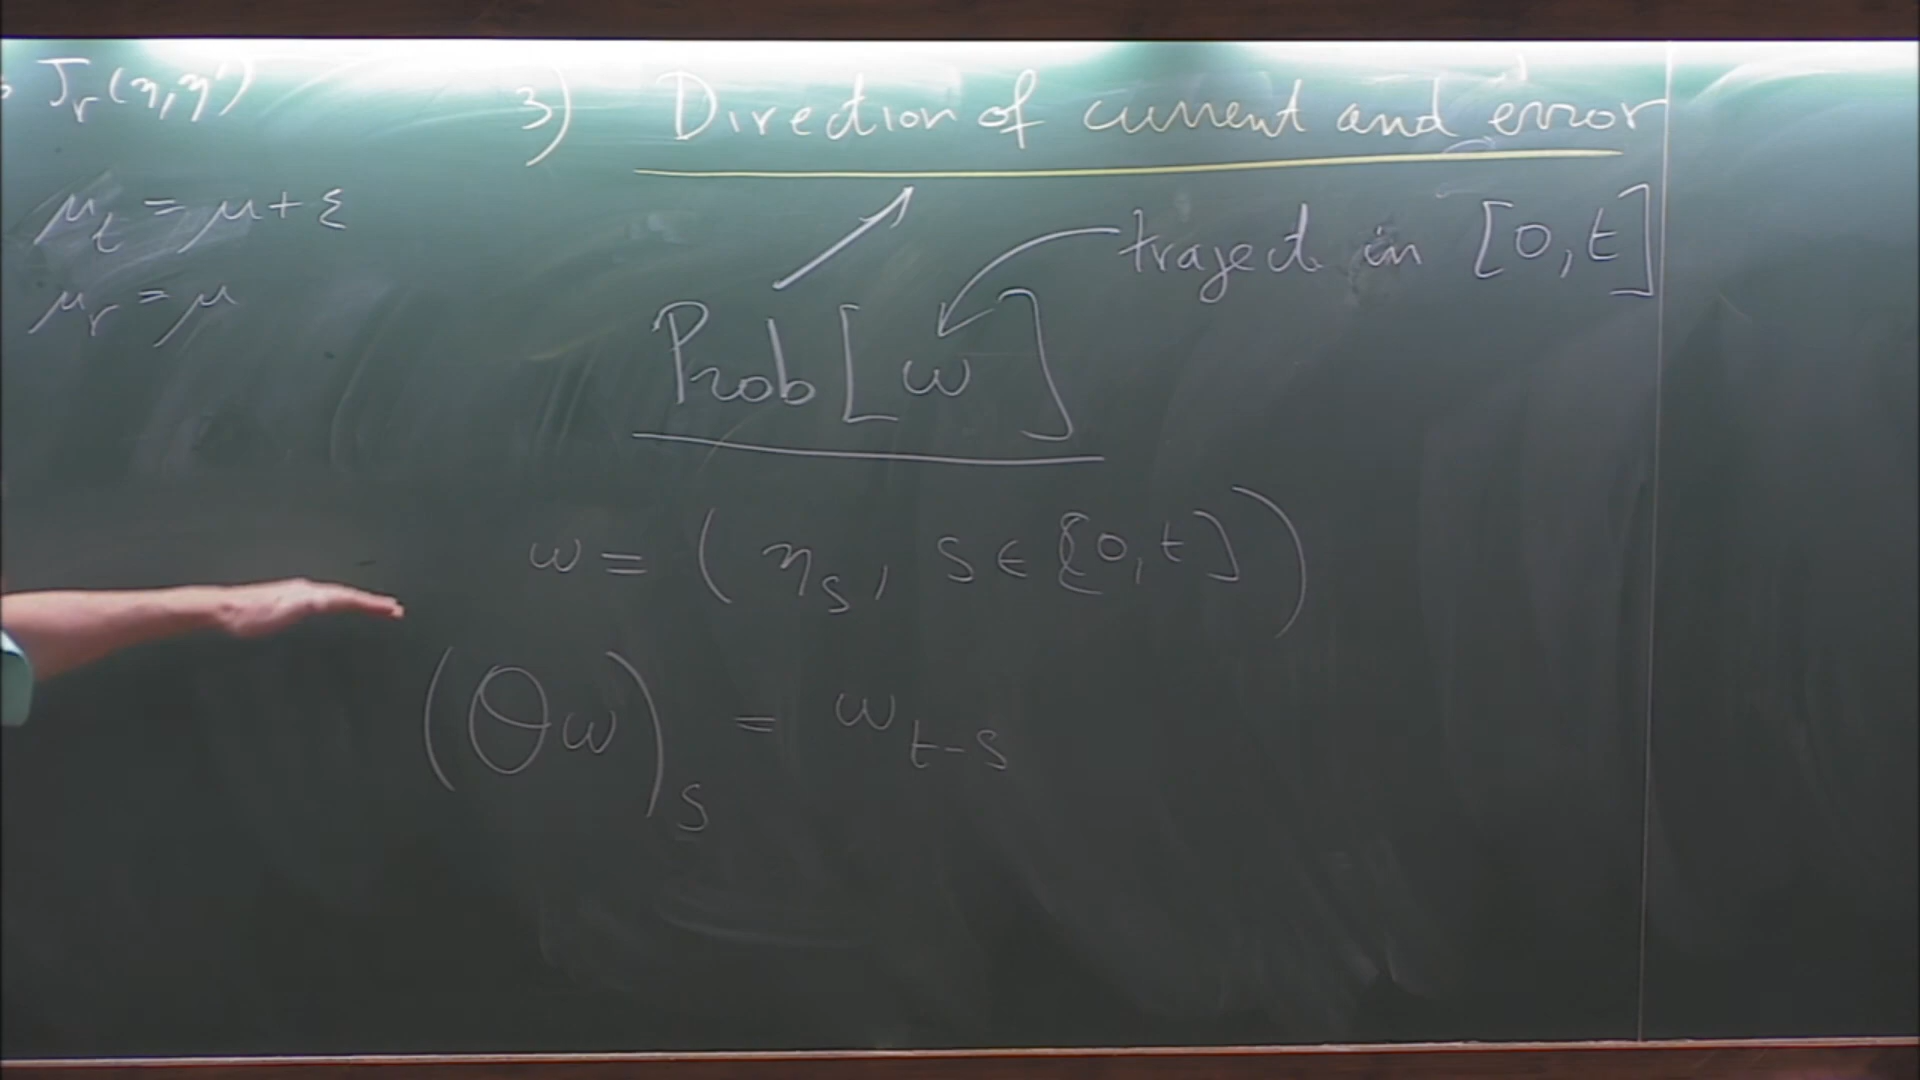 J_r(η,η')
μ_t = μ + ε
μ_r = μ
3) Direction of current and error
traject in [0,t]
Prob[ω]
ω = (η_s, s ∈ [0,t])
(Θω)_s = ω_{t-s}